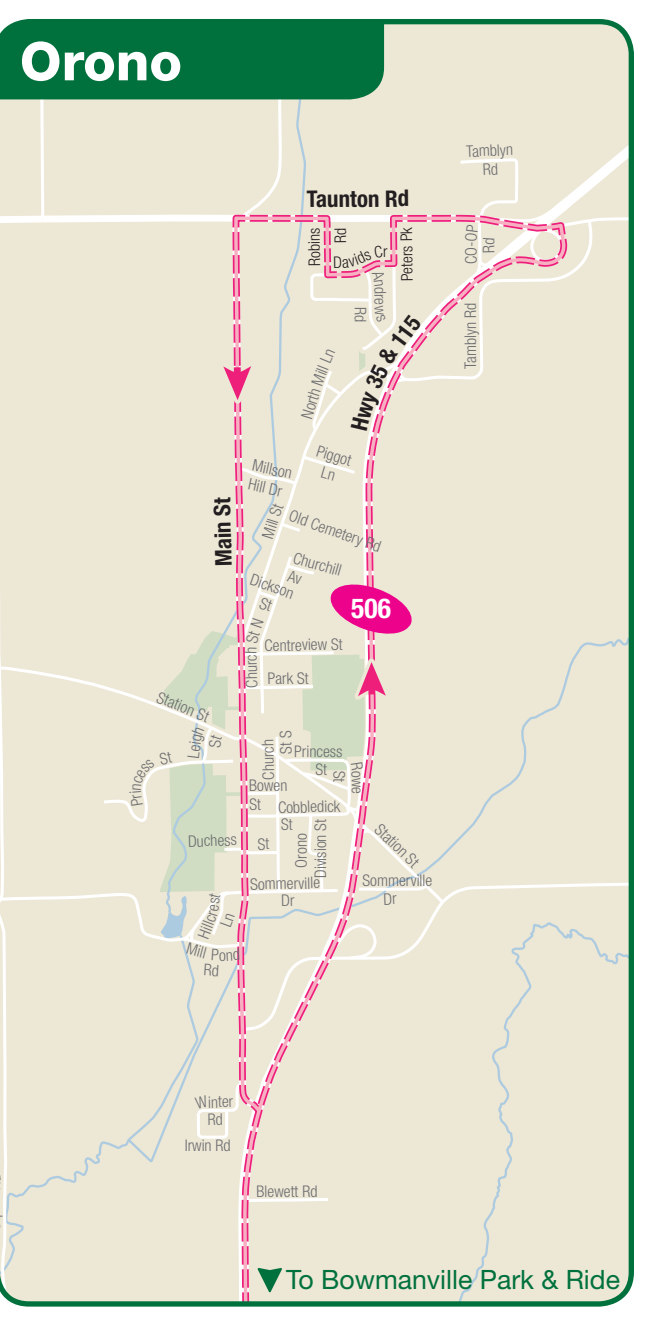 Orono
Tamblyn
Rd
Taunton Rd
Robins
Rd
Davids Cr
Peters Pk
CO-OP
Rd
Andrews
Rd
Tamblyn Rd
Hwy 35 & 115
North Mill Ln
Piggot
Ln
Millson
Hill Dr
Main St
Mill St
Old Cemetery Rd
Churchill
Av
Dickson
St
506
Church St N
Centreview St
Park St
Station St
Leigh
St
Church
St S
Princess St
Princess
St
Rowe
St
Bowen
St
Cobbledick
St
Duchess
St
Orono
Division St
Station St
Sommerville
Dr
Sommerville
Dr
Hillcrest
Ln
Mill Pond
Rd
Winter
Rd
Irwin Rd
Blewett Rd
To Bowmanville Park & Ride